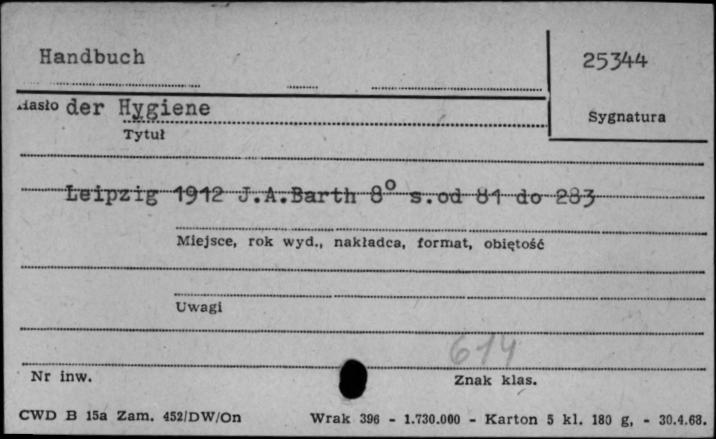 Handbuch
25344
Hasło der Hygiene
Sygnatura
Tytuł
Leipzig 1912 J.A.Barth 8° s.od 81 do 283
Miejsce, rok wyd., nakładca, format, objętość
Uwagi
614
Nr inw.
Znak klas.
CWD B 15a Zam. 452/DW/On Wrak 396 - 1.730.000 - Karton 5 kl. 180 g, - 30.4.68.